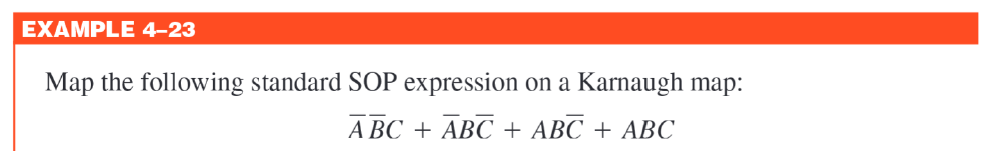 EXAMPLE 4–23
Map the following standard SOP expression on a Karnaugh map:
A̅ B̅C + A̅BC̅ + ABC̅ + ABC